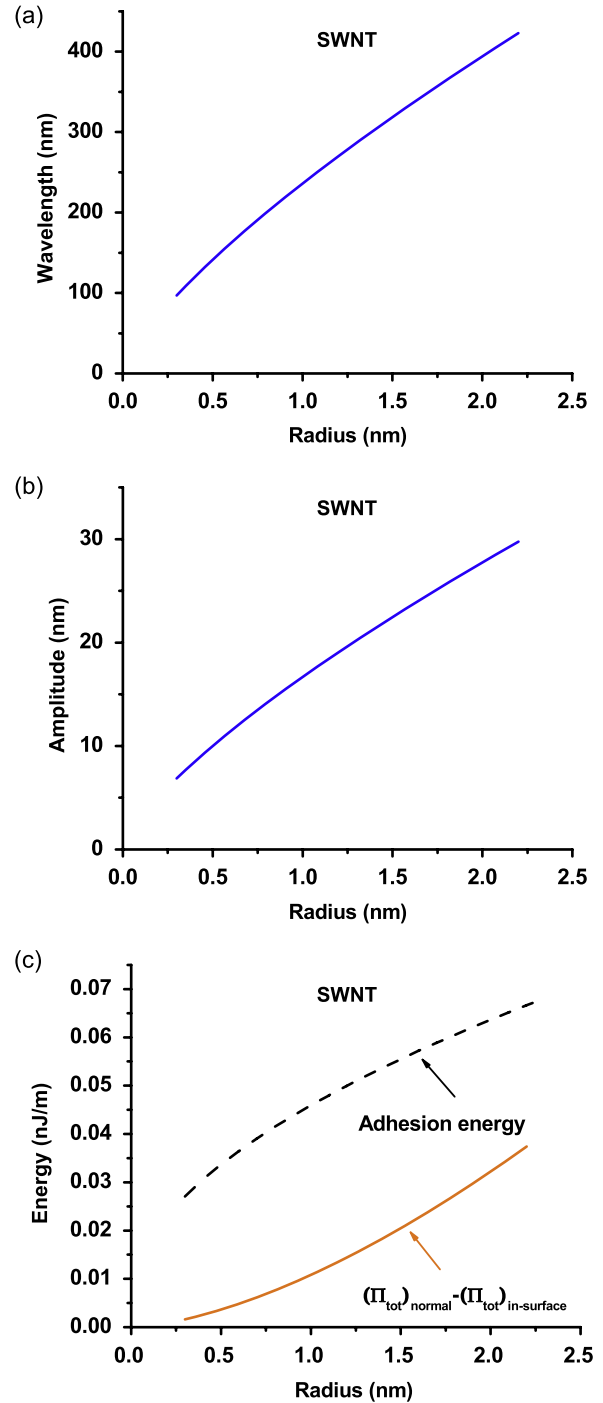 (a)
SWNT
400
300
200
100
0
Wavelength (nm)
0.0 0.5 1.0 1.5 2.0 2.5
Radius (nm)
(b)
SWNT
30
20
10
0
Amplitude (nm)
0.0 0.5 1.0 1.5 2.0 2.5
Radius (nm)
(c)
SWNT
0.07
0.06
0.05
0.04
0.03
0.02
0.01
0.00
Energy (nJ/m)
Adhesion energy
(Π_tot)_normal-(Π_tot)_in-surface
0.0 0.5 1.0 1.5 2.0 2.5
Radius (nm)